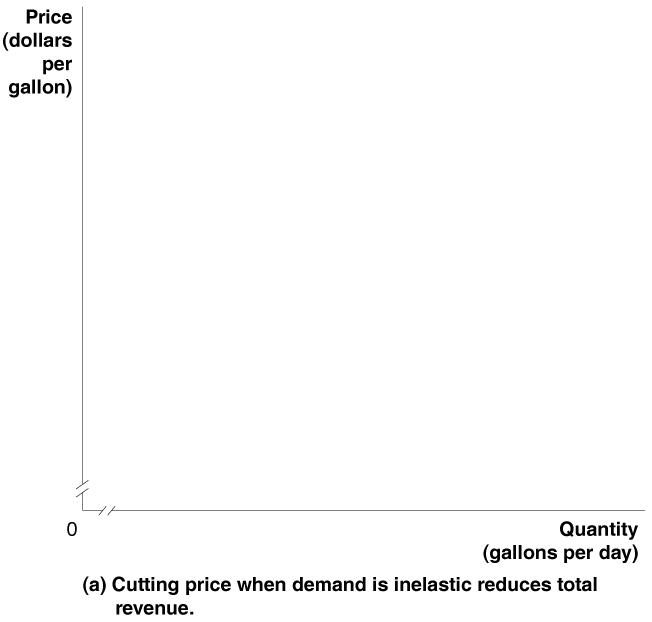 Price
(dollars
per
gallon)
0
Quantity
(gallons per day)
(a) Cutting price when demand is inelastic reduces total
revenue.